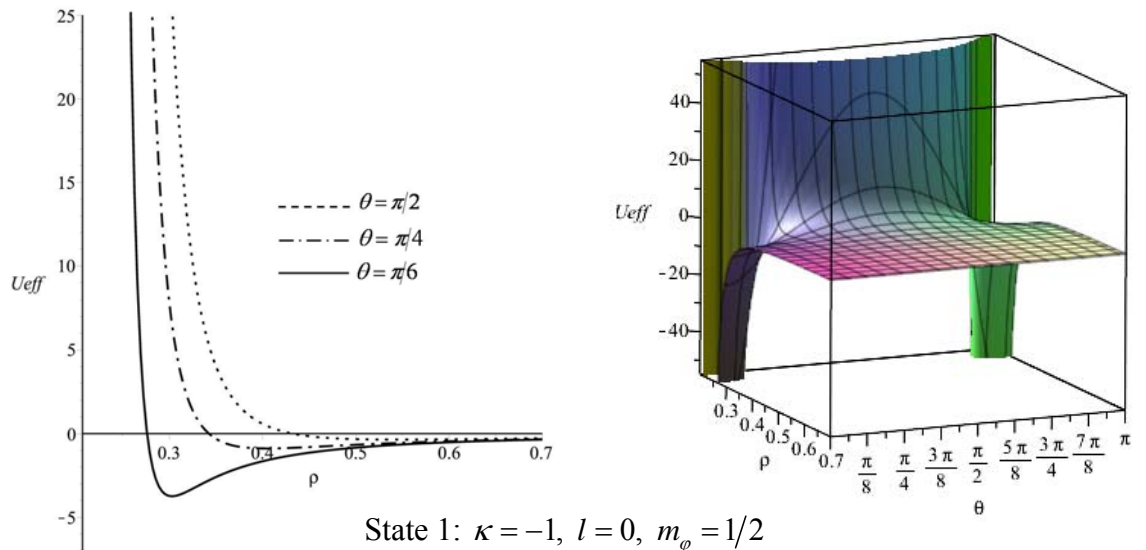 25
20
15
10
5
0
-5
Ueff
θ = π/2
θ = π/4
θ = π/6
0.3 0.4 0.5 0.6 0.7
ρ
40
20
0
-20
-40
Ueff
0.3 0.4 0.5 0.6 0.7
ρ
π/8 π/4 3π/8 π/2 5π/8 3π/4 7π/8 π
θ
State 1: κ = −1, l = 0, m_φ = 1/2